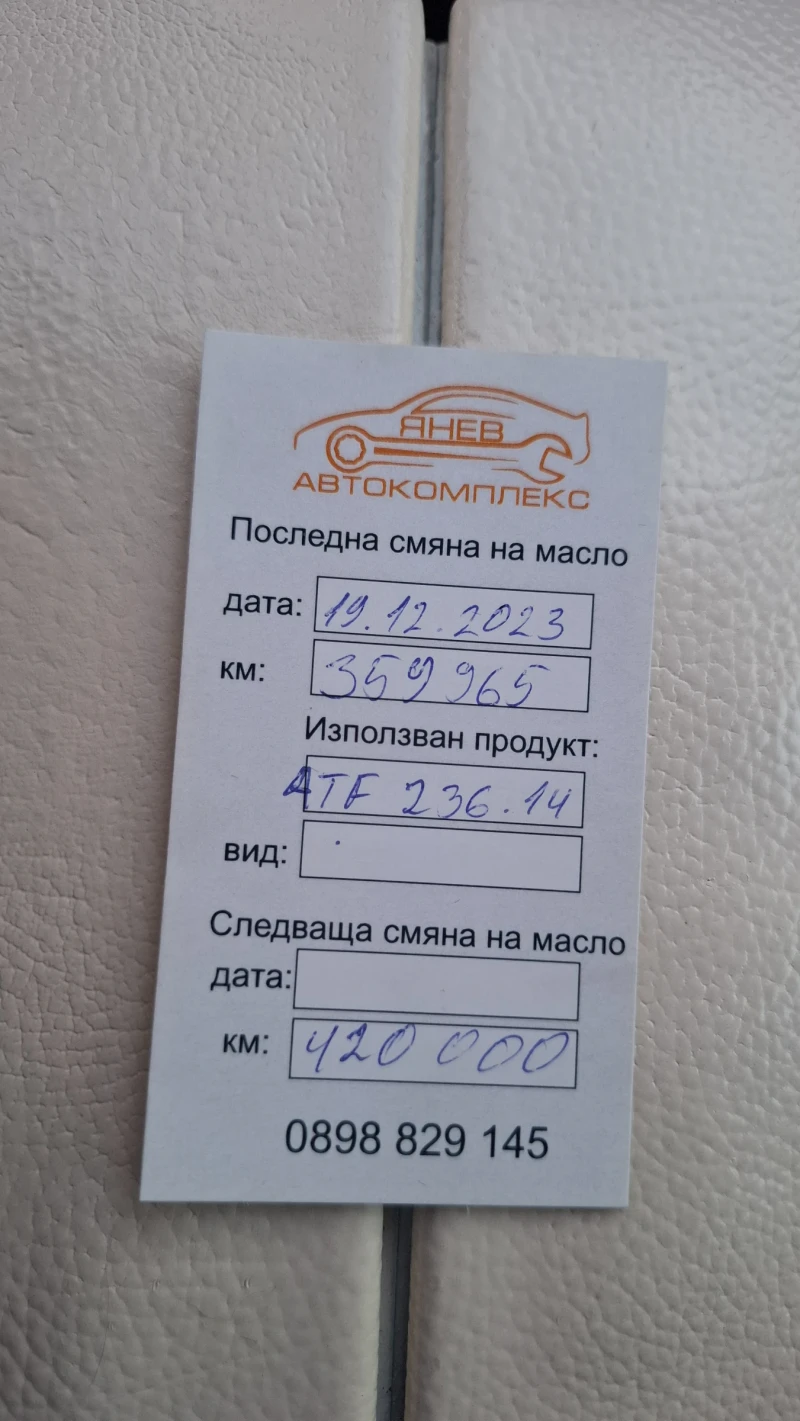 ЯНЕВ
АВТОКОМПЛЕКС
Последна смяна на масло
дата: 19.12.2023
км: 359965
Използван продукт:
ATF 236.14
вид:
Следваща смяна на масло
дата:
км: 420 000
0898 829 145